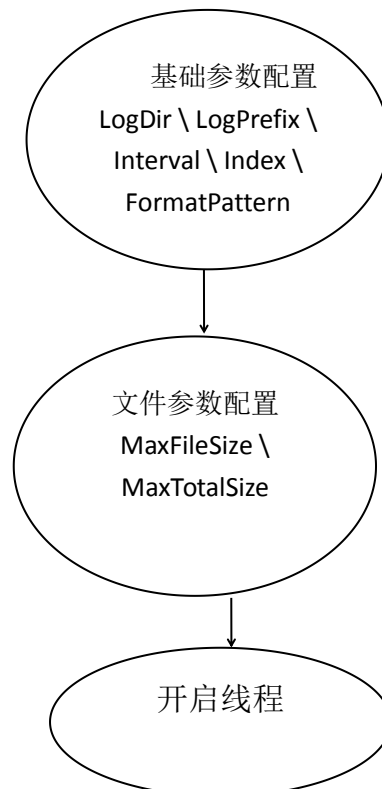 基础参数配置
LogDir \ LogPrefix \
Interval \ Index \
FormatPattern
文件参数配置
MaxFileSize \
MaxTotalSize
开启线程